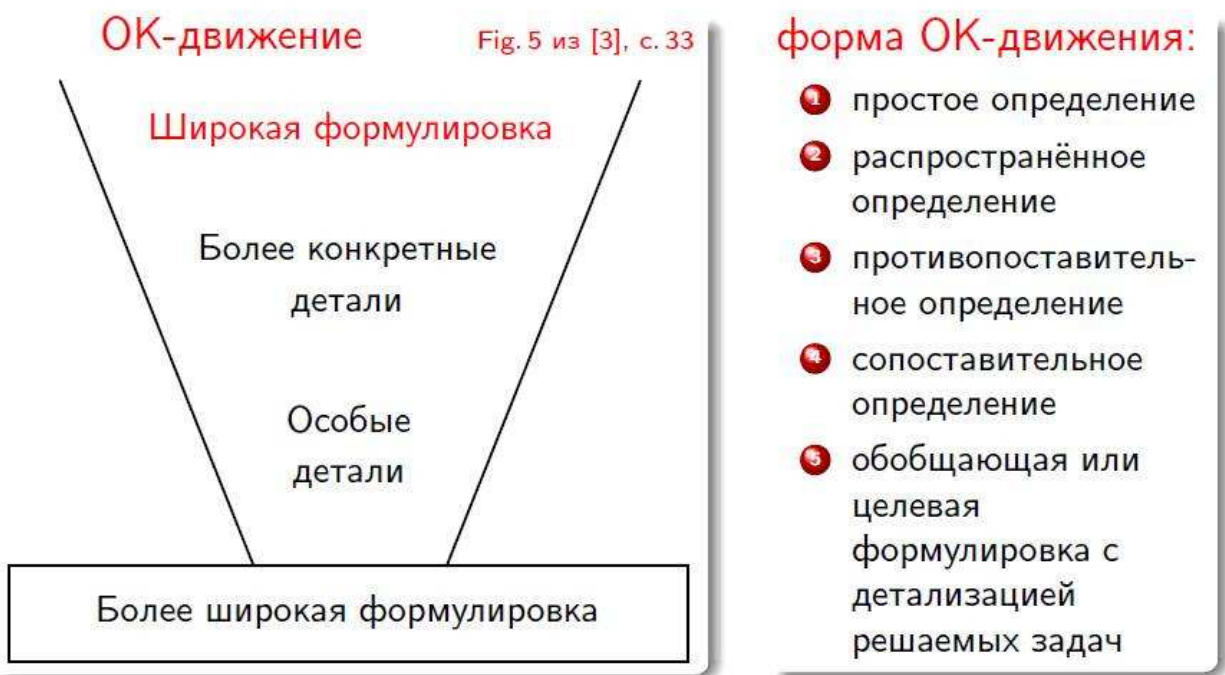 ОК-движение
Fig. 5 из [3], с. 33
Широкая формулировка
Более конкретные
детали
Особые
детали
Более широкая формулировка
форма ОК-движения:
1 простое определение
2 распространённое
определение
3 противопоставитель-
ное определение
4 сопоставительное
определение
5 обобщающая или
целевая
формулировка с
детализацией
решаемых задач